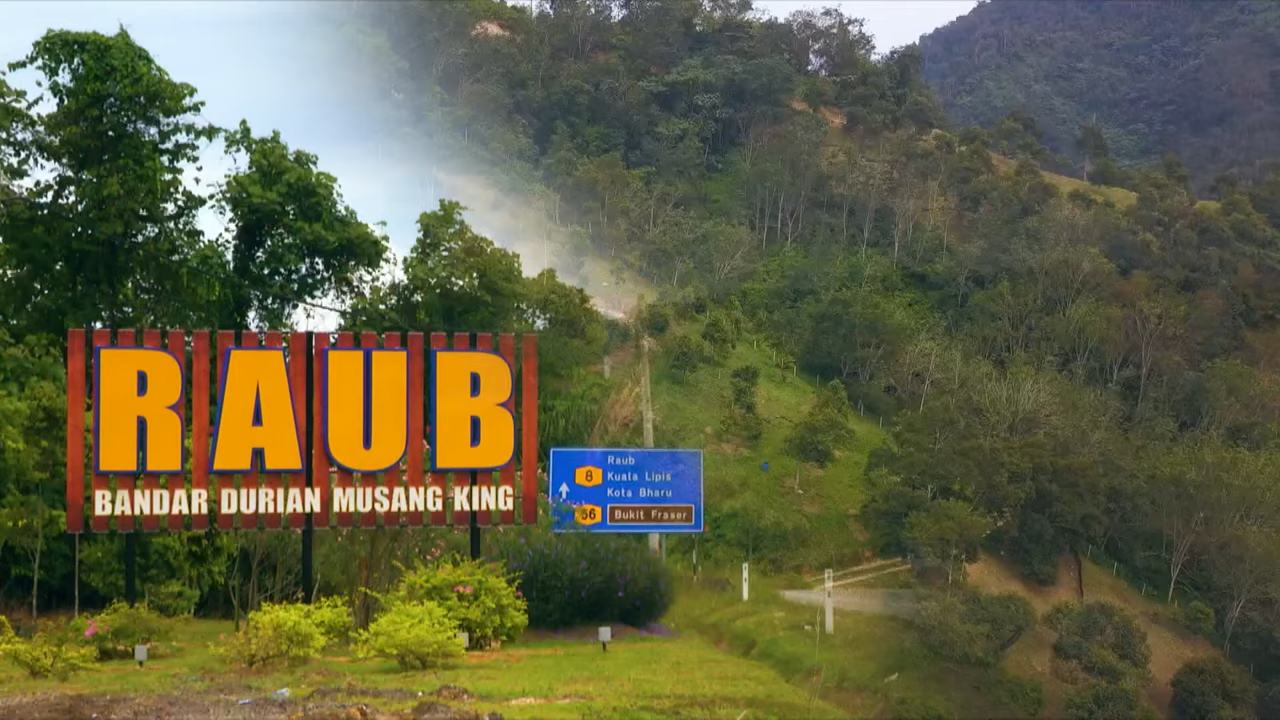 RAUB
BANDAR DURIAN MUSANG KING
Raub
8 Kuala Lipis
Kota Bharu
56 Bukit Fraser